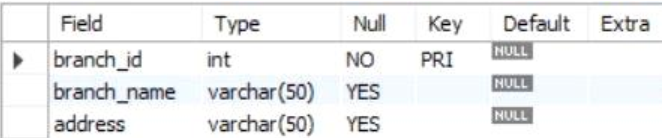 Field Type Null Key Default Extra
branch_id int NO PRI NULL
branch_name varchar(50) YES NULL
address varchar(50) YES NULL